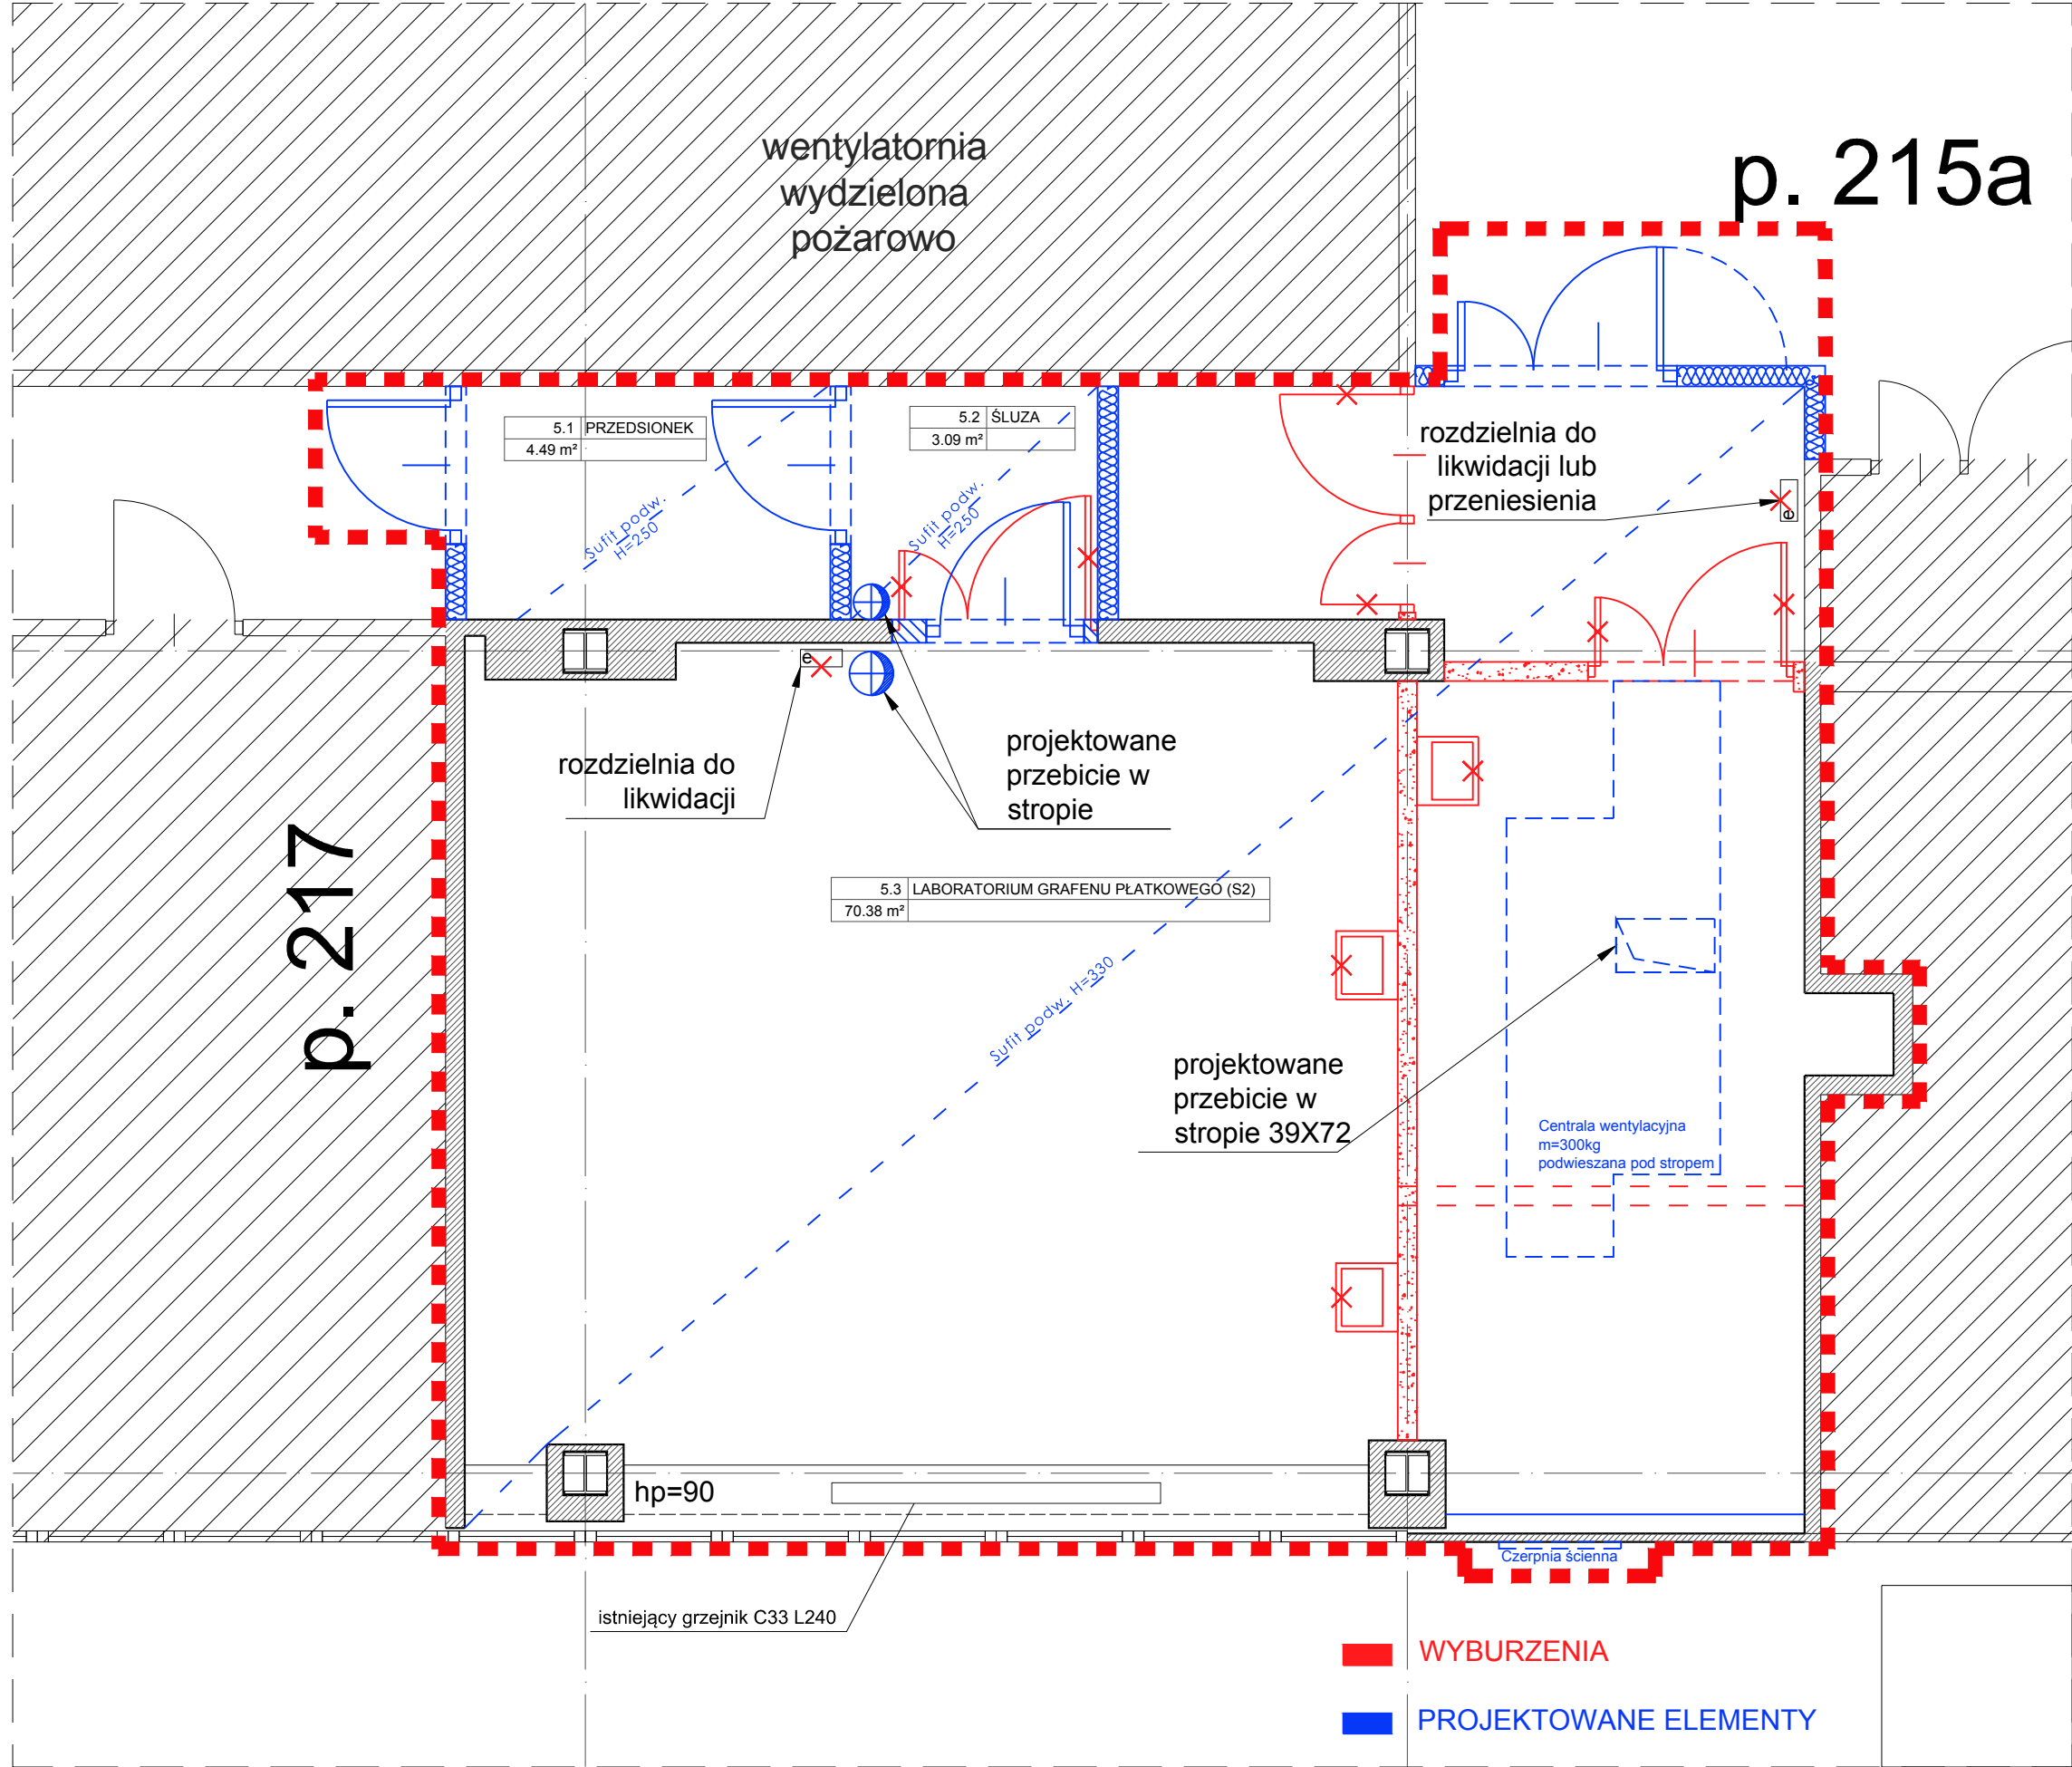 wentylatornia
wydzielona
pożarowo
p. 215a
5.1 PRZEDSIONEK
4.49 m²
5.2 ŚLUZA
3.09 m²
rozdzielnia do
likwidacji lub
przeniesienia
e
Sufit podw.
H=250
Sufit podw.
H=250
e
rozdzielnia do
likwidacji
projektowane
przebicie w
stropie
p. 217
5.3 LABORATORIUM GRAFENU PŁATKOWEGO (S2)
70.38 m²
Sufit podw. H=330
projektowane
przebicie w
stropie 39X72
Centrala wentylacyjna
m=300kg
podwieszana pod stropem
hp=90
Czerpnia ścienna
istniejący grzejnik C33 L240
WYBURZENIA
PROJEKTOWANE ELEMENTY